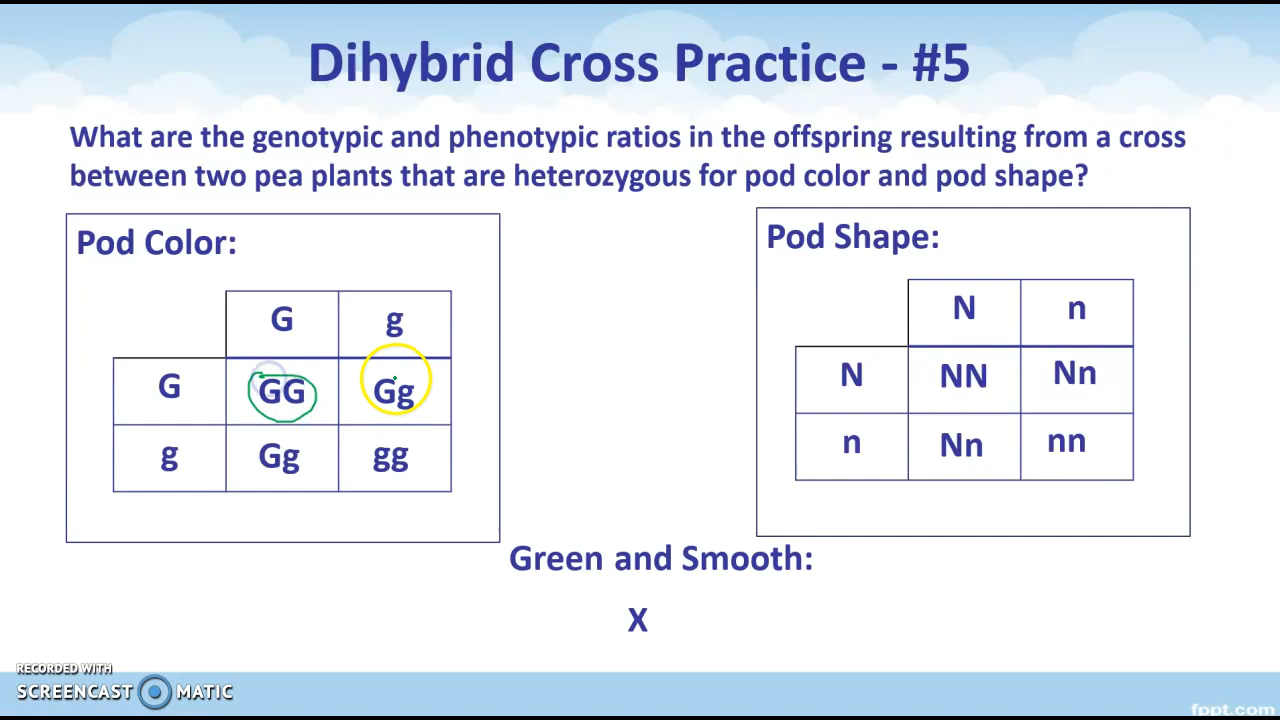 Dihybrid Cross Practice - #5
What are the genotypic and phenotypic ratios in the offspring resulting from a cross
between two pea plants that are heterozygous for pod color and pod shape?
Pod Color:
G g
G GG Gg
g Gg gg
Pod Shape:
N n
N NN Nn
n Nn nn
Green and Smooth:
X
RECORDED WITH
SCREENCAST MATIC
fppt.com